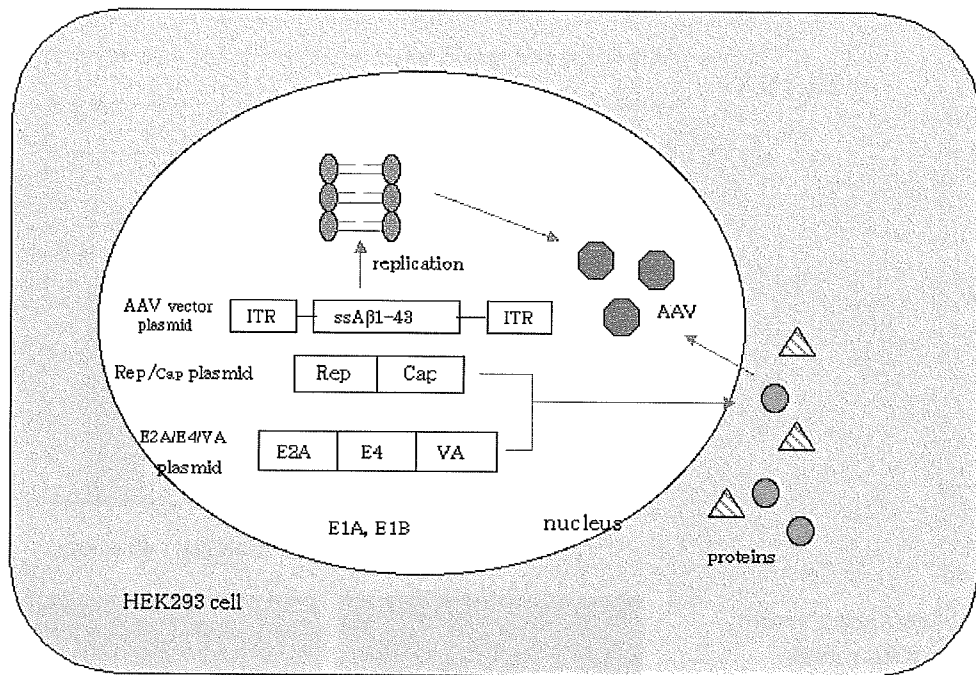 replication
AAV vector
plasmid
ITR
ssAβ1-43
ITR
AAV
Rep/Cap plasmid
Rep
Cap
E2A/E4/VA
plasmid
E2A
E4
VA
E1A, E1B
nucleus
proteins
HEK293 cell